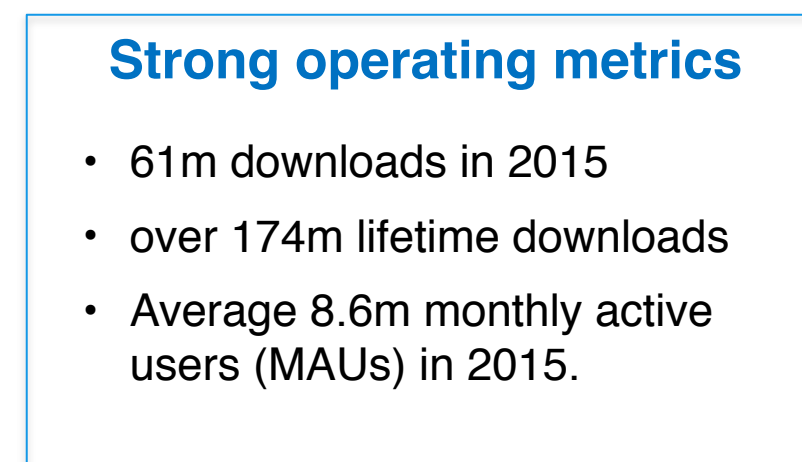 Strong operating metrics
• 61m downloads in 2015
• over 174m lifetime downloads
• Average 8.6m monthly active
users (MAUs) in 2015.